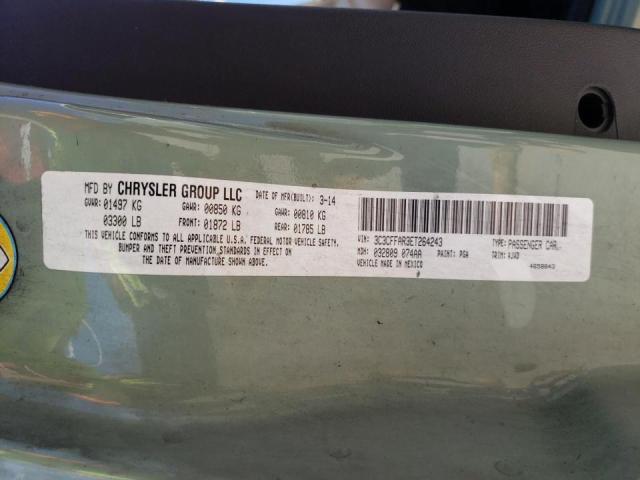 MFD BY CHRYSLER GROUP LLC DATE OF MFR(BUILT): 3-14
GVWR: 01497 KG GAWR: 00850 KG GAWR: 00810 KG
03300 LB FRONT: 01872 LB REAR: 01785 LB
THIS VEHICLE CONFORMS TO ALL APPLICABLE U.S.A. FEDERAL MOTOR VEHICLE SAFETY,
BUMPER AND THEFT PREVENTION STANDARDS IN EFFECT ON
THE DATE OF MANUFACTURE SHOWN ABOVE.
VIN: 3C3CFFAR3ET264243 TYPE: PASSENGER CAR
MDH: 032809 074AA PAINT: PGA TRIM: AJXD
VEHICLE MADE IN MEXICO 4658643